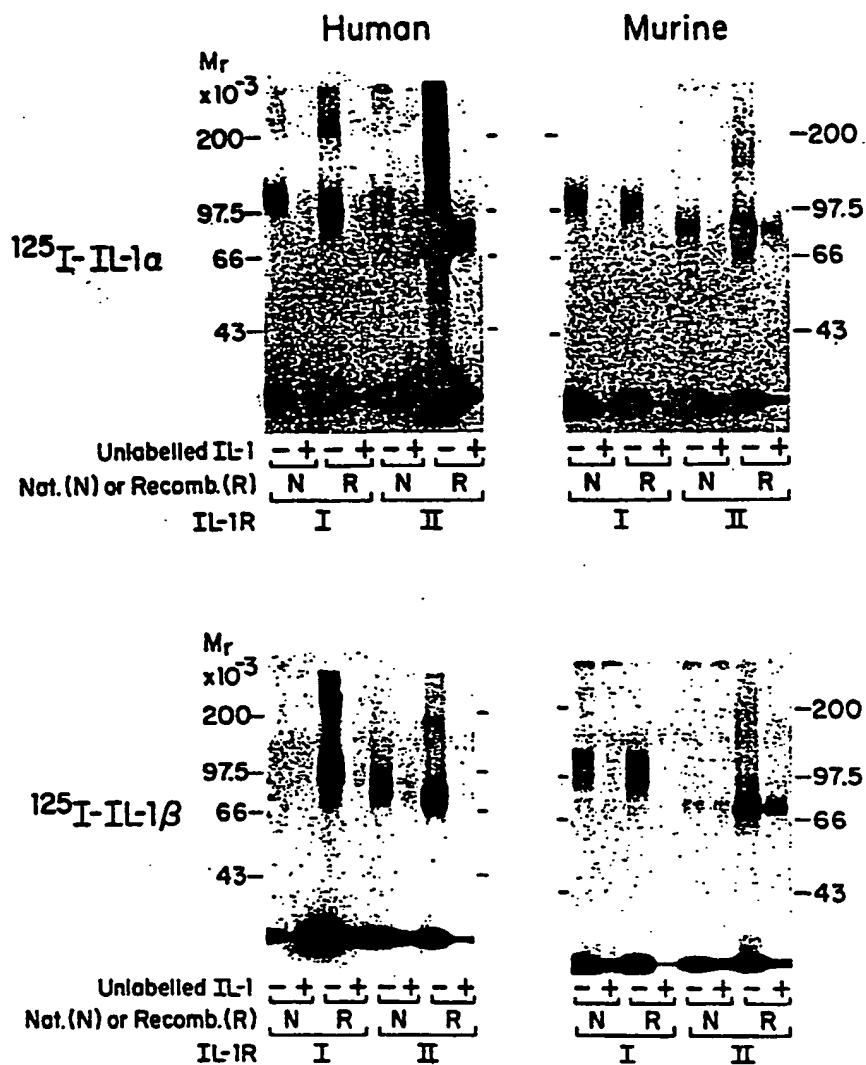 Human Murine
Mr
x10-3
200- -200
97.5- -97.5
125I-IL-1α
66- -66
43- -43
Unlabelled IL-1 - + - + - + - + - + - + - + - +
Nat.(N) or Recomb.(R) N R N R N R N R
IL-1R I II I II
Mr
x10-3
200- -200
97.5- -97.5
125I-IL-1β
66- -66
43- -43
Unlabelled IL-1 - + - + - + - + - + - + - + - +
Nat.(N) or Recomb.(R) N R N R N R N R
IL-1R I II I II